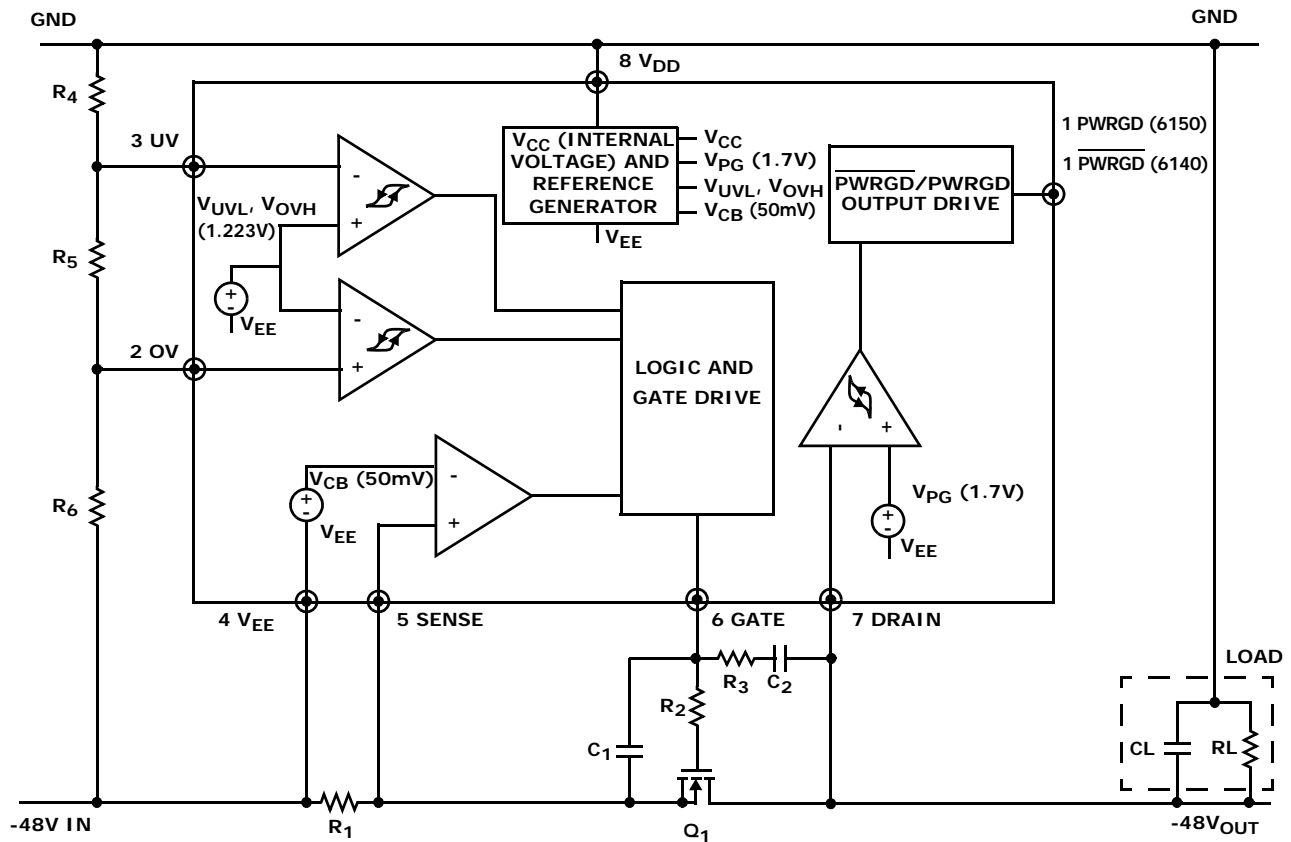 GND
GND
8 VDD
R4
3 UV
VCC (INTERNAL
VOLTAGE) AND
REFERENCE
GENERATOR
VCC
VPG (1.7V)
VUVL, VOVH
VCB (50mV)
VEE
1 PWRGD (6150)
1 PWRGD (6140)
PWRGD/PWRGD
OUTPUT DRIVE
-
+
VUVL, VOVH
(1.223V)
R5
+
-
VEE
-
+
2 OV
LOGIC AND
GATE DRIVE
-
+
VPG (1.7V)
+
-
VEE
R6
VCB (50mV)
+
-
VEE
-
+
4 VEE
5 SENSE
6 GATE
7 DRAIN
R3
C2
R2
C1
LOAD
CL
RL
-48V IN
R1
Q1
-48VOUT